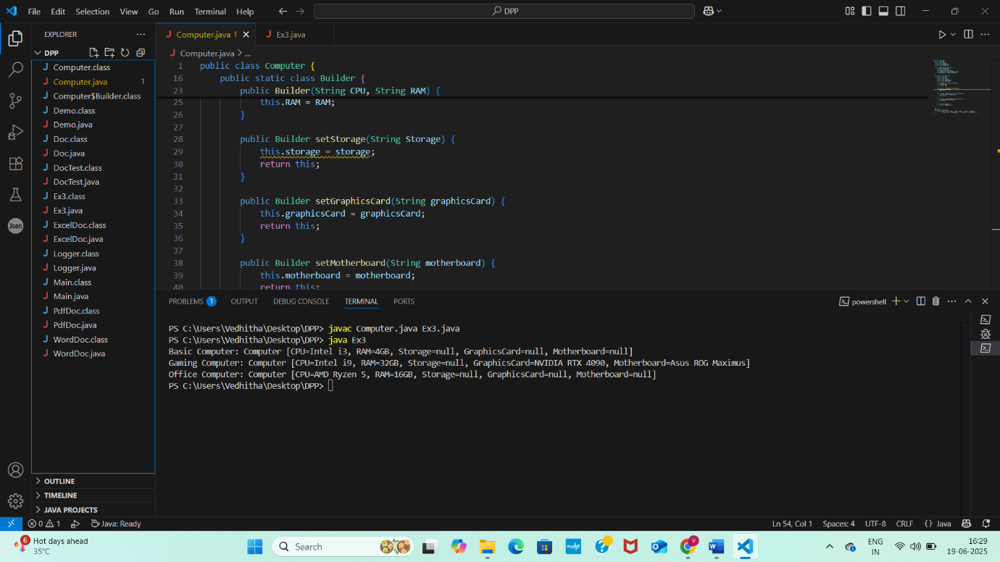 File Edit Selection View Go Run Terminal Help
DPP
EXPLORER
DPP
Computer.class
Computer.java 1
Computer$Builder.class
Demo.class
Demo.java
Doc.class
Doc.java
DocTest.class
DocTest.java
Ex3.class
Ex3.java
ExcelDoc.class
ExcelDoc.java
Logger.class
Logger.java
Main.class
Main.java
PdfDoc.class
PdfDoc.java
WordDoc.class
WordDoc.java
OUTLINE
TIMELINE
JAVA PROJECTS
Json
Computer.java 1
Ex3.java
Computer.java > ...
1 public class Computer {
16 public static class Builder {
23 public Builder(String CPU, String RAM) {
25 this.RAM = RAM;
26 }
27
28 public Builder setStorage(String Storage) {
29 this.storage = storage;
30 return this;
31 }
32
33 public Builder setGraphicsCard(String graphicsCard) {
34 this.graphicsCard = graphicsCard;
35 return this;
36 }
37
38 public Builder setMotherboard(String motherboard) {
39 this.motherboard = motherboard;
40 return this;
PROBLEMS 1 OUTPUT DEBUG CONSOLE TERMINAL PORTS
powershell
PS C:\Users\Vedhitha\Desktop\DPP> javac Computer.java Ex3.java
PS C:\Users\Vedhitha\Desktop\DPP> java Ex3
Basic Computer: Computer [CPU=Intel i3, RAM=4GB, Storage=null, GraphicsCard=null, Motherboard=null]
Gaming Computer: Computer [CPU=Intel i9, RAM=32GB, Storage=null, GraphicsCard=NVIDIA RTX 4090, Motherboard=Asus ROG Maximus]
Office Computer: Computer [CPU=AMD Ryzen 5, RAM=16GB, Storage=null, GraphicsCard=null, Motherboard=null]
PS C:\Users\Vedhitha\Desktop\DPP>
0 1 Java: Ready
Ln 54, Col 1 Spaces: 4 UTF-8 CRLF {} Java
6
Hot days ahead
35°C
Search
myhp
V
ENG
IN
16:29
19-06-2025